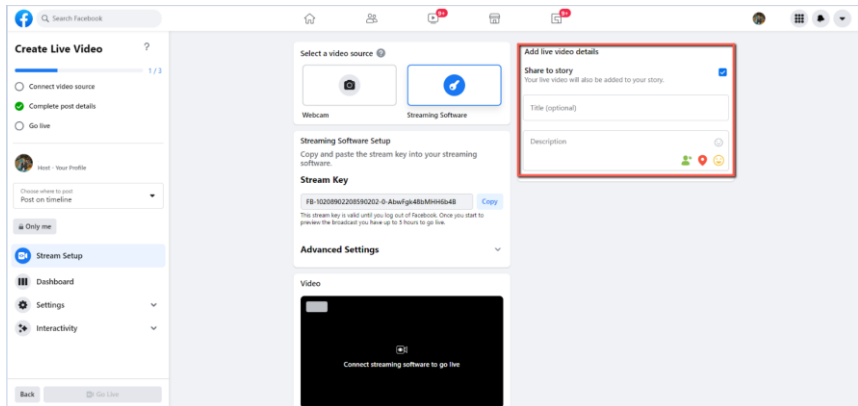 Search Facebook
9+
9+
Create Live Video
?
1 / 3
Connect video source
Complete post details
Go live
Host - Your Profile
Choose where to post
Post on timeline
Only me
Stream Setup
Dashboard
Settings
Interactivity
Back
Go Live
Select a video source ?
Webcam
Streaming Software
Streaming Software Setup
Copy and paste the stream key into your streaming
software.
Stream Key
FB-10208902208590202-0-AbwFgk48bMHH6b4B
Copy
This stream key is valid until you log out of Facebook. Once you start to
preview the broadcast you have up to 3 hours to go live.
Advanced Settings
Video
Connect streaming software to go live
Add live video details
Share to story
Your live video will also be added to your story.
Title (optional)
Description